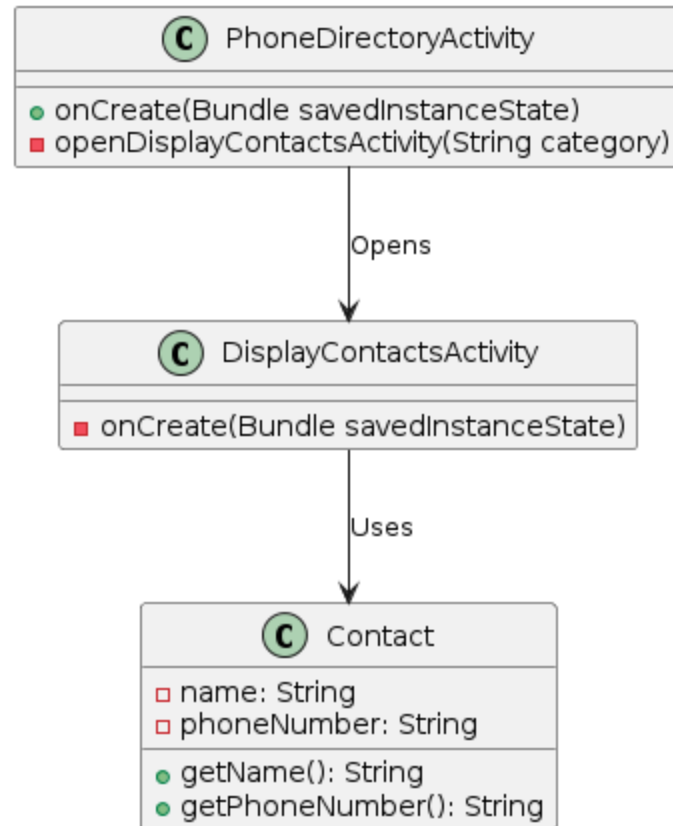 C PhoneDirectoryActivity
onCreate(Bundle savedInstanceState)
openDisplayContactsActivity(String category)
Opens
C DisplayContactsActivity
onCreate(Bundle savedInstanceState)
Uses
C Contact
name: String
phoneNumber: String
getName(): String
getPhoneNumber(): String